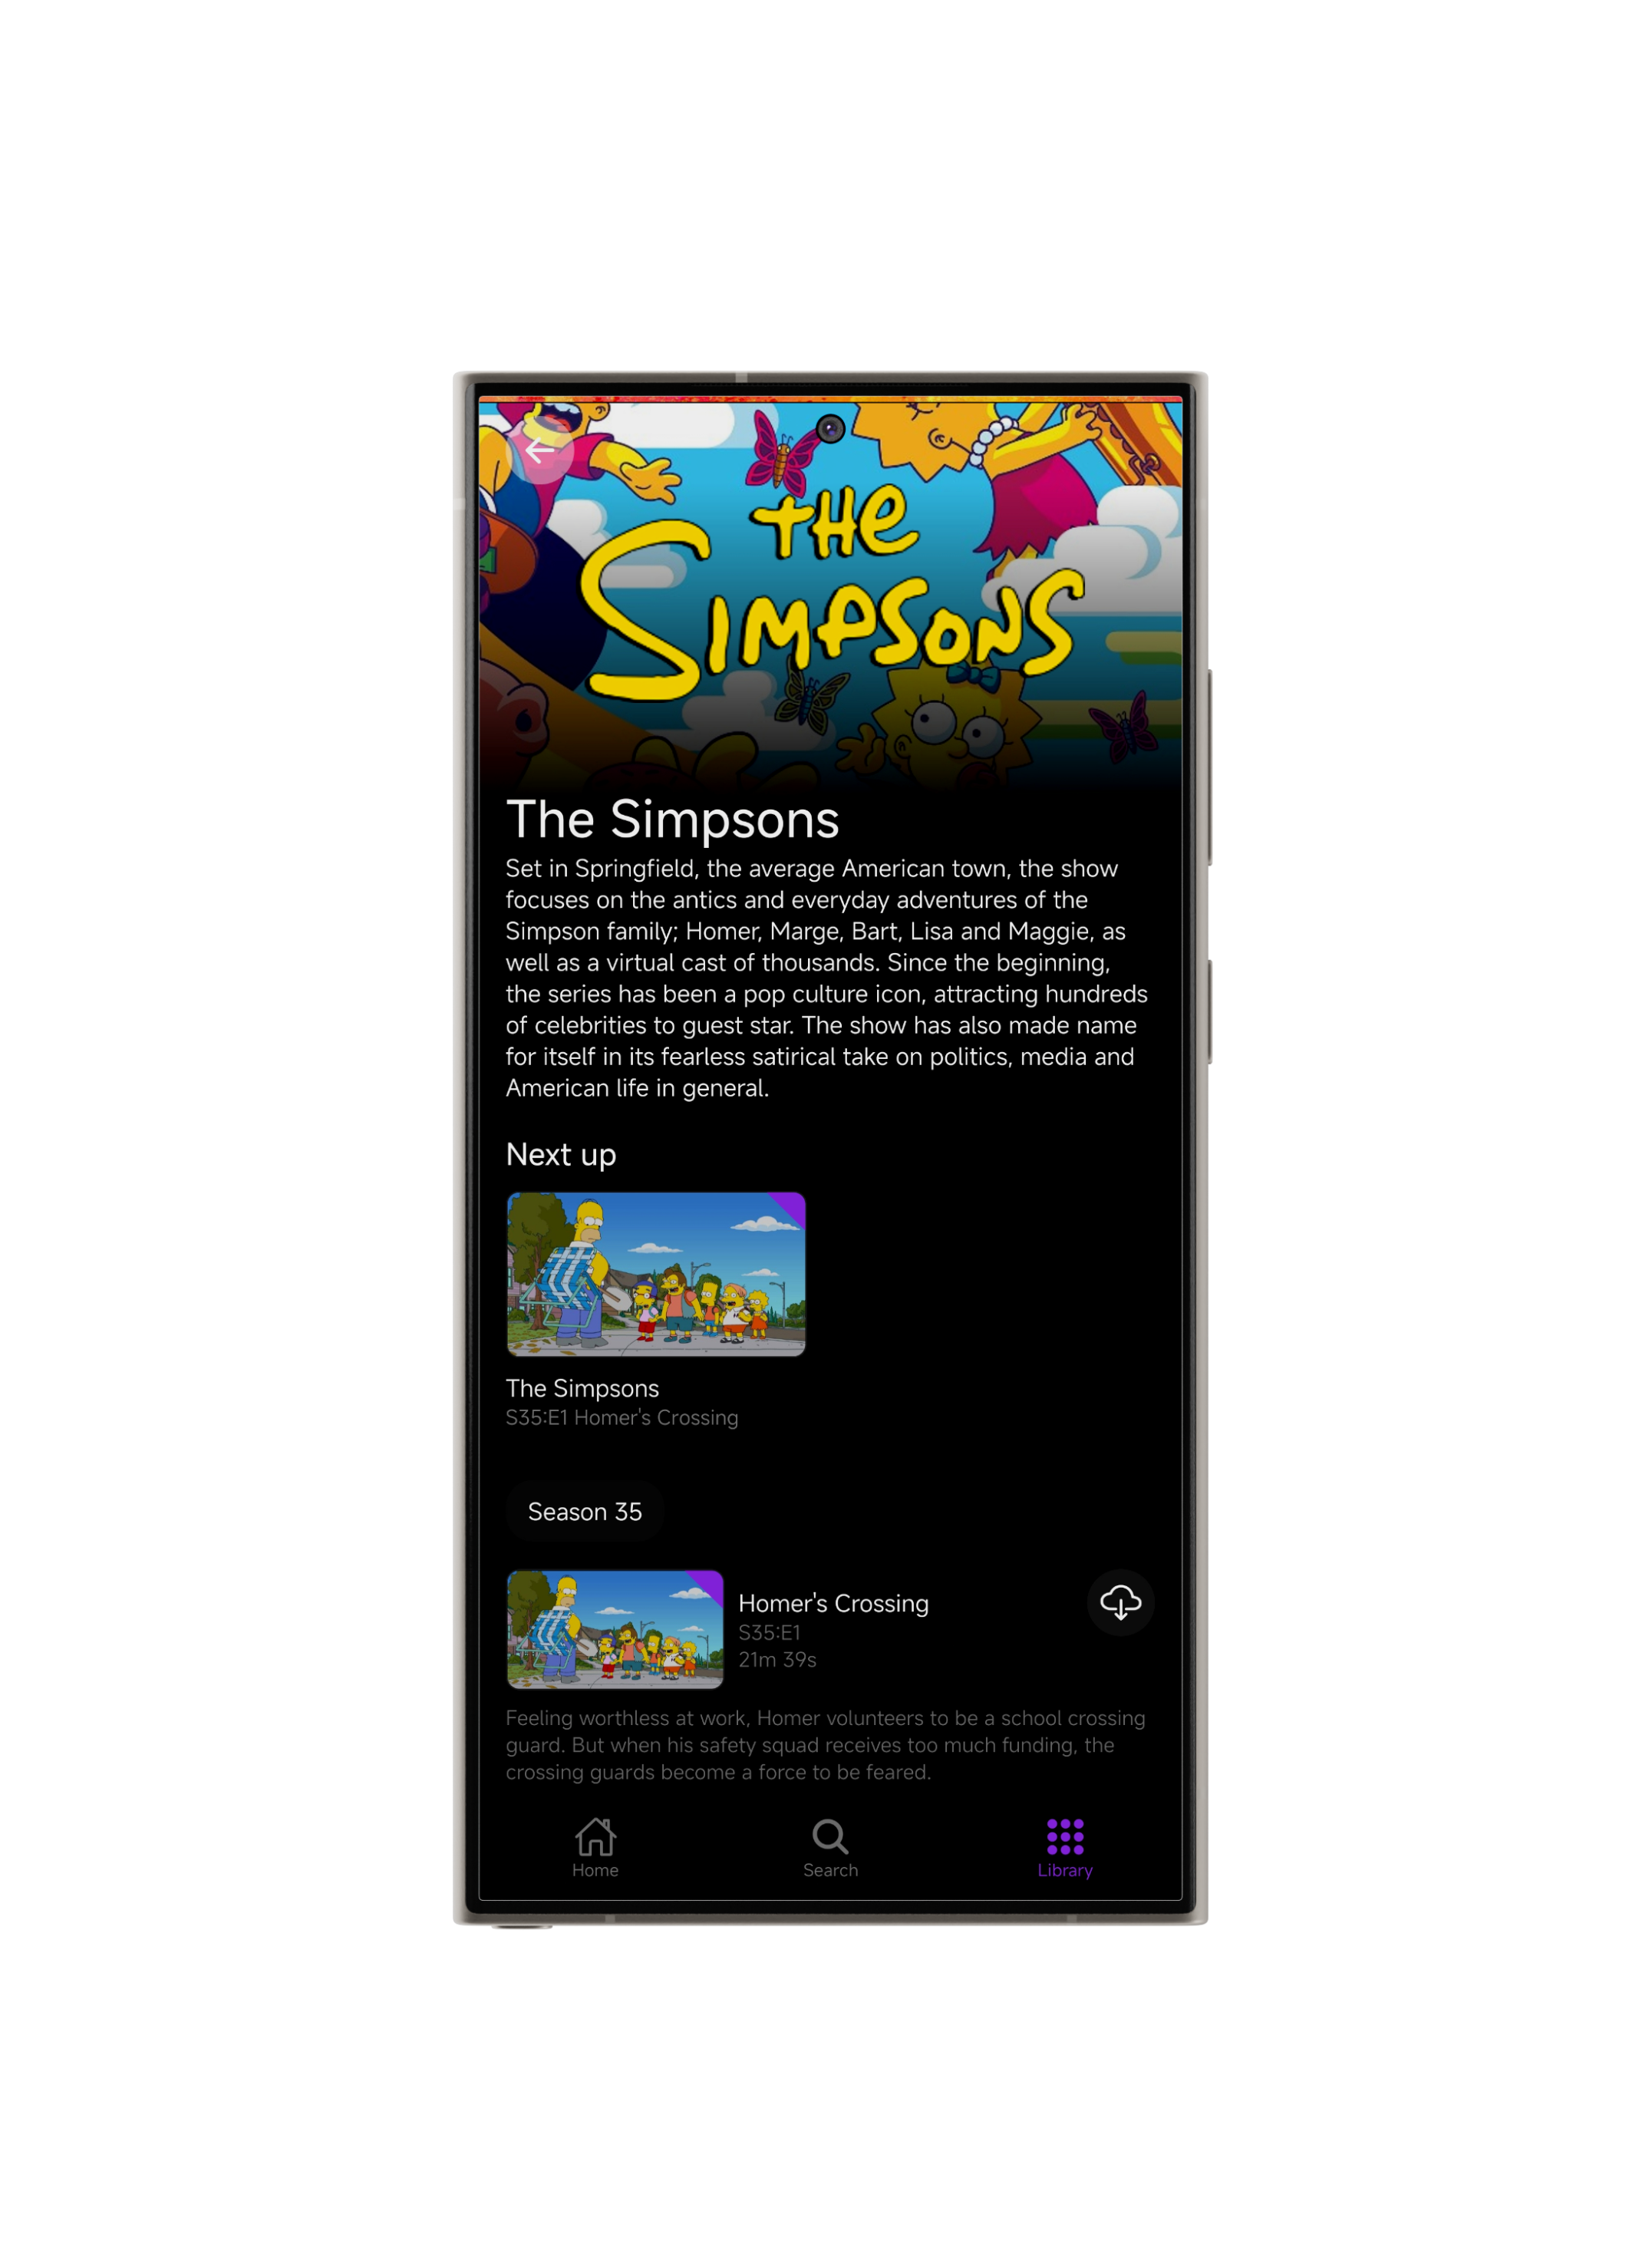 THE
SIMPSONS
The Simpsons
Set in Springfield, the average American town, the show
focuses on the antics and everyday adventures of the
Simpson family; Homer, Marge, Bart, Lisa and Maggie, as
well as a virtual cast of thousands. Since the beginning,
the series has been a pop culture icon, attracting hundreds
of celebrities to guest star. The show has also made name
for itself in its fearless satirical take on politics, media and
American life in general.
Next up
The Simpsons
S35:E1 Homer's Crossing
Season 35
Homer's Crossing
S35:E1
21m 39s
Feeling worthless at work, Homer volunteers to be a school crossing
guard. But when his safety squad receives too much funding, the
crossing guards become a force to be feared.
Home
Search
Library